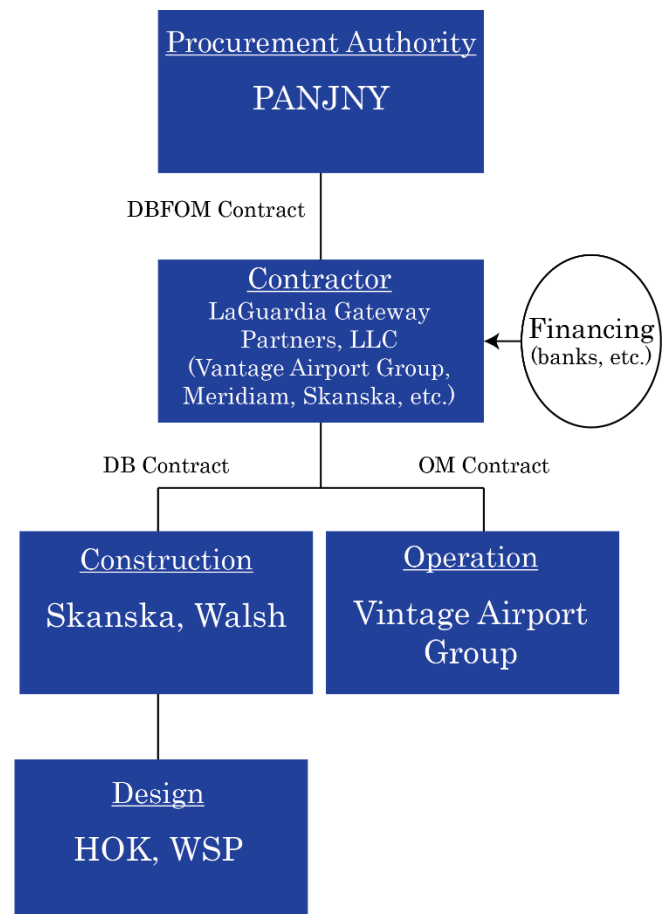 Procurement Authority
PANJNY
DBFOM Contract
Contractor
LaGuardia Gateway
Partners, LLC
(Vantage Airport Group,
Meridiam, Skanska, etc.)
Financing
(banks, etc.)
DB Contract
OM Contract
Construction
Skanska, Walsh
Operation
Vintage Airport
Group
Design
HOK, WSP